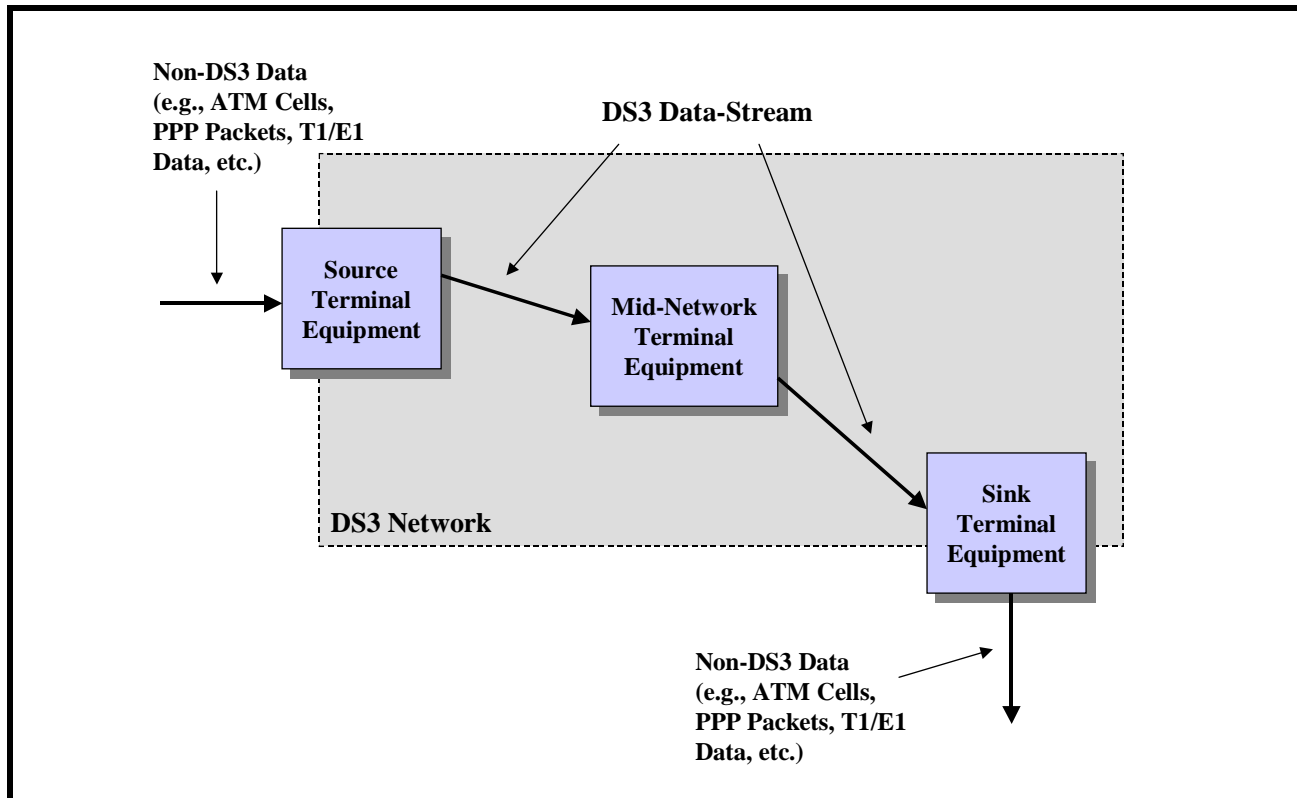 Non-DS3 Data
(e.g., ATM Cells,
PPP Packets, T1/E1
Data, etc.)
DS3 Data-Stream
Source
Terminal
Equipment
Mid-Network
Terminal
Equipment
Sink
Terminal
Equipment
DS3 Network
Non-DS3 Data
(e.g., ATM Cells,
PPP Packets, T1/E1
Data, etc.)